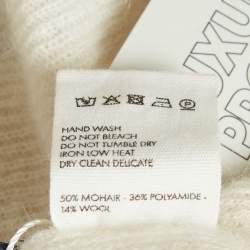 HAND WASH
DO NOT BLEACH
DO NOT TUMBLE DRY
IRON LOW HEAT
DRY CLEAN DELICATE
50% MOHAIR - 36% POLYAMIDE -
14% WOOL